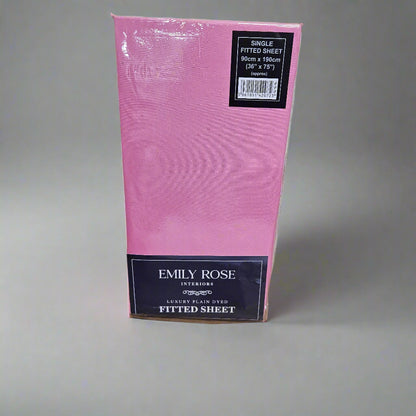 SINGLE
FITTED SHEET
90cm x 190cm
(36" x 75")
(approx)
EMILY ROSE
INTERIORS
LUXURY PLAIN DYED
FITTED SHEET